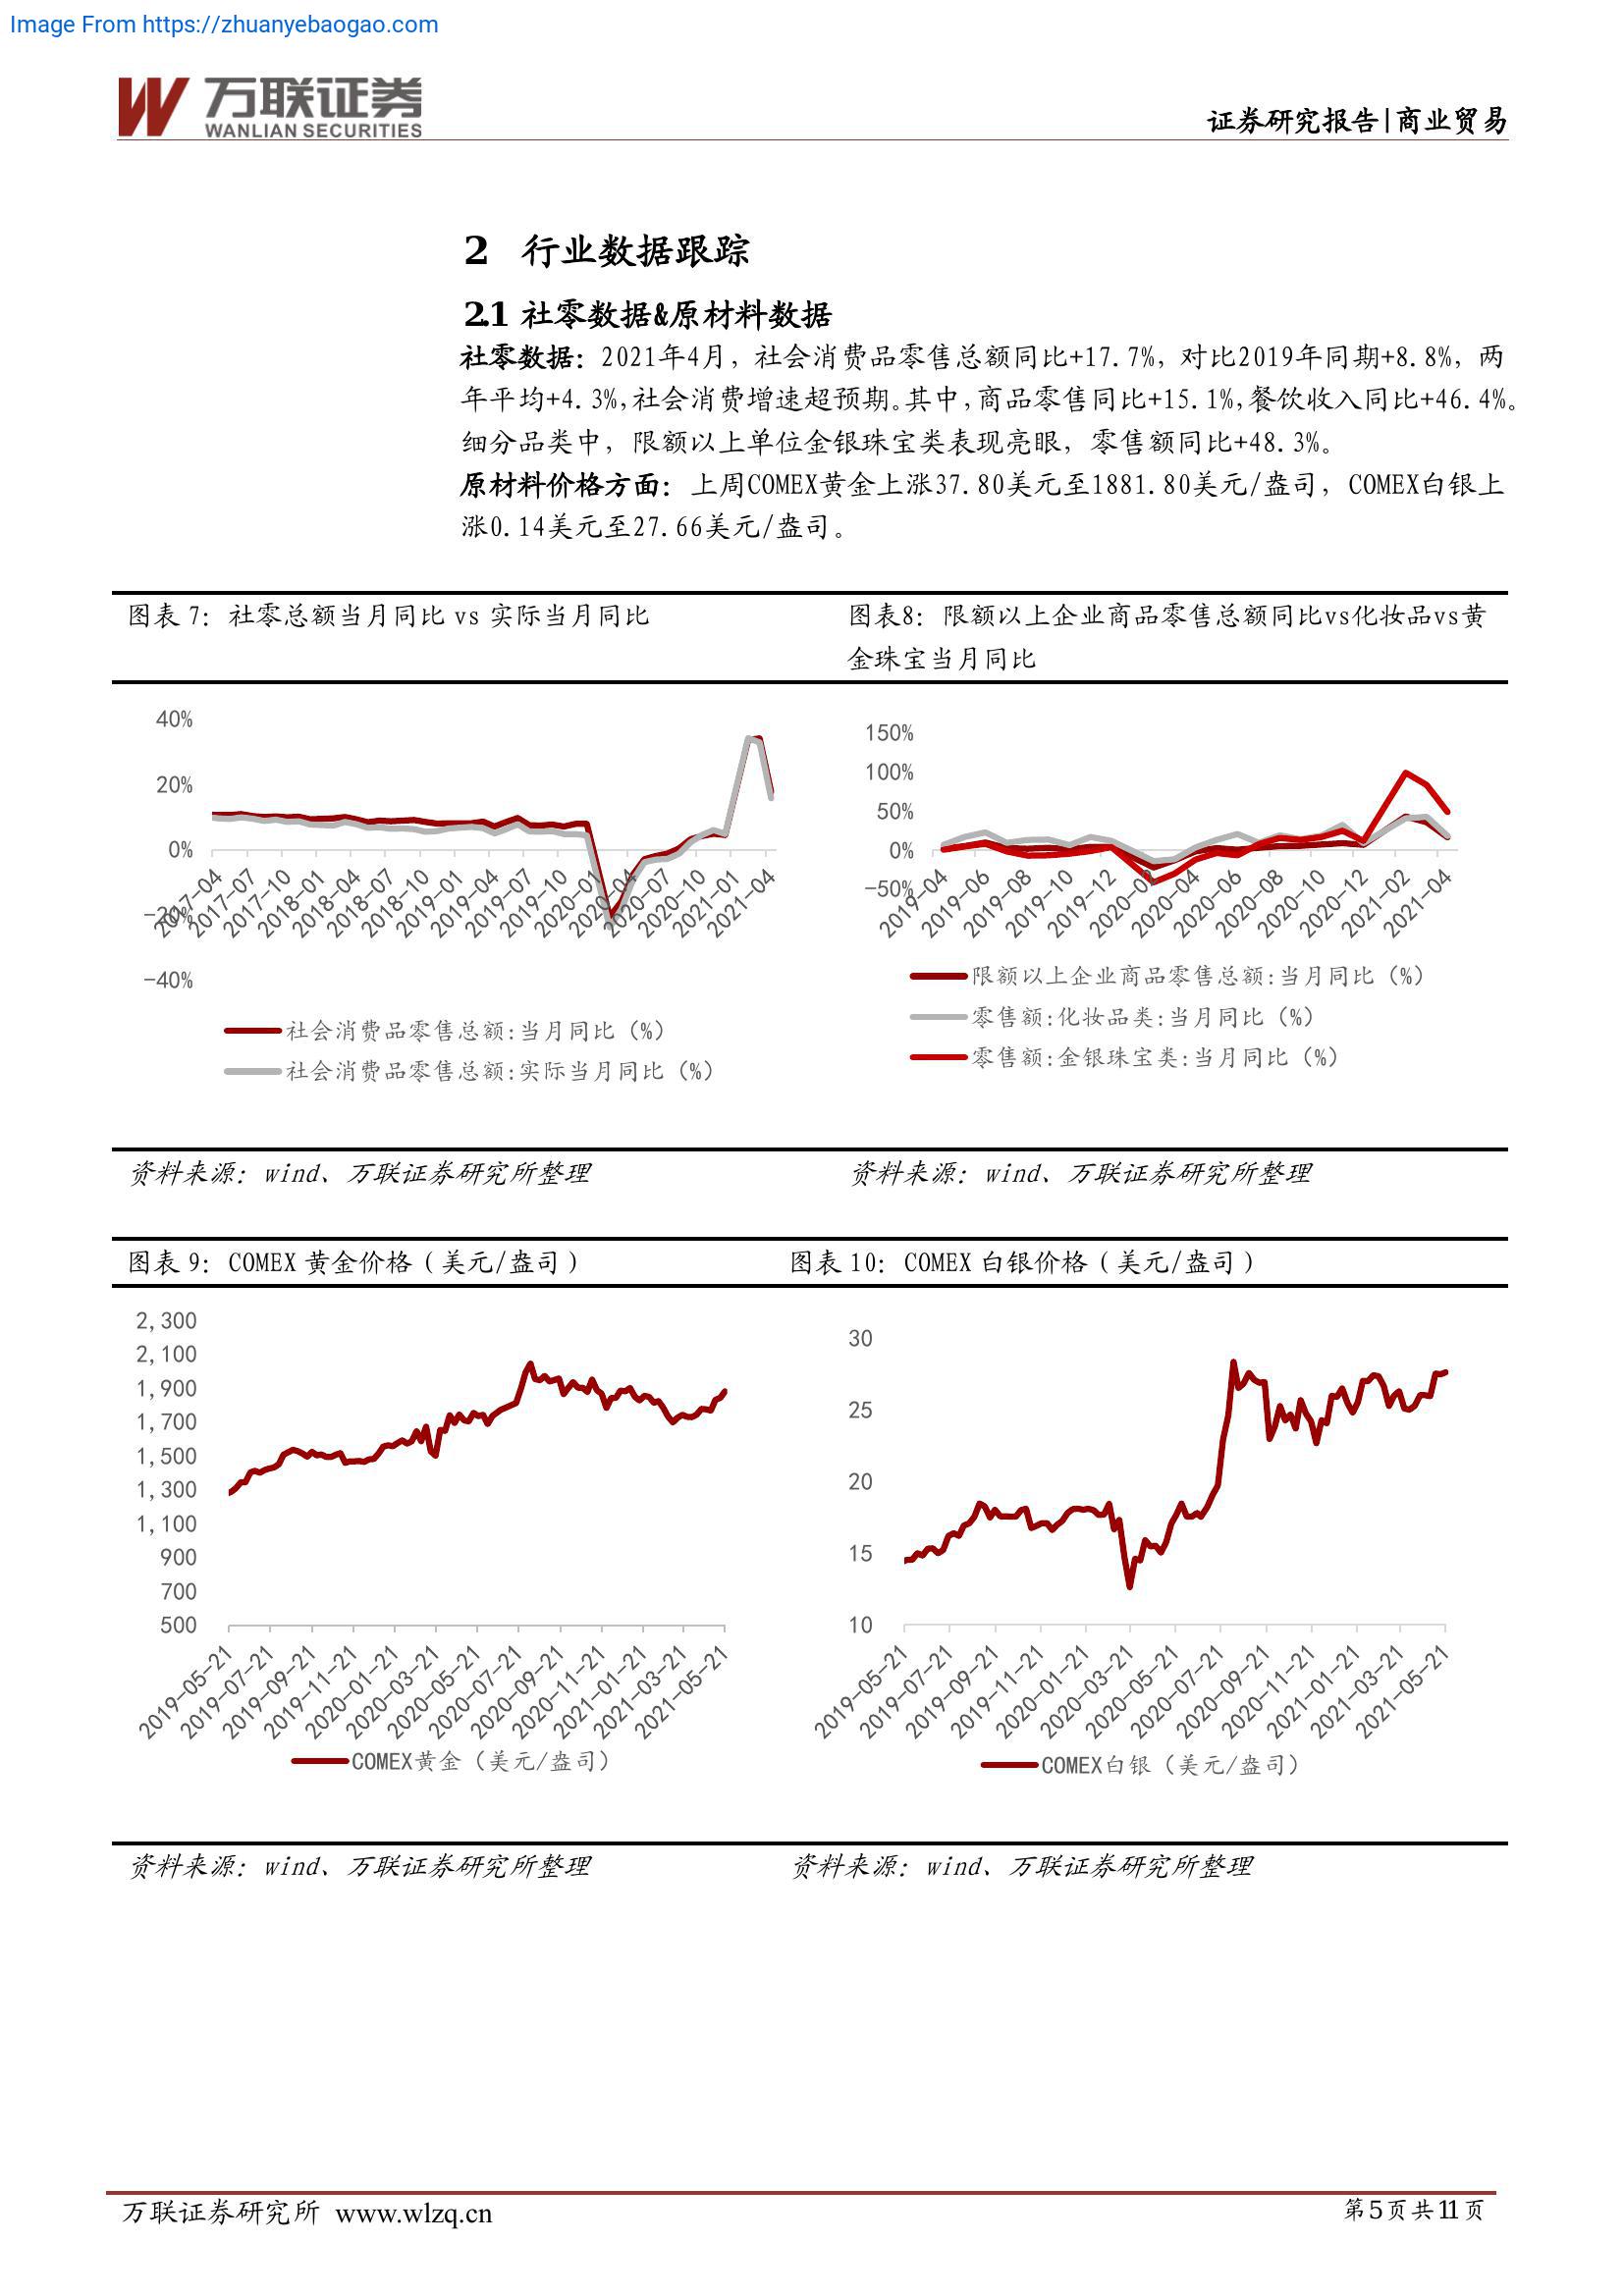 Image From https://zhuanyebaogao.com
万联证券
WANLIAN SECURITIES
证券研究报告|商业贸易
2 行业数据跟踪
2.1 社零数据&原材料数据
社零数据：2021年4月，社会消费品零售总额同比+17.7%，对比2019年同期+8.8%，两
年平均+4.3%，社会消费增速超预期。其中，商品零售同比+15.1%，餐饮收入同比+46.4%。
细分品类中，限额以上单位金银珠宝类表现亮眼，零售额同比+48.3%。
原材料价格方面：上周COMEX黄金上涨37.80美元至1881.80美元/盎司，COMEX白银上
涨0.14美元至27.66美元/盎司。
图表 7：社零总额当月同比 vs 实际当月同比
图表8：限额以上企业商品零售总额同比vs化妆品vs黄
金珠宝当月同比
40%
20%
0%
-20%
-40%
2017-04
2017-07
2017-10
2018-01
2018-04
2018-07
2018-10
2019-01
2019-04
2019-07
2019-10
2020-01
2020-04
2020-07
2020-10
2021-01
2021-04
社会消费品零售总额:当月同比（%）
社会消费品零售总额:实际当月同比（%）
150%
100%
50%
0%
-50%
2019-04
2019-06
2019-08
2019-10
2019-12
2020-02
2020-04
2020-06
2020-08
2020-10
2020-12
2021-02
2021-04
限额以上企业商品零售总额:当月同比（%）
零售额:化妆品类:当月同比（%）
零售额:金银珠宝类:当月同比（%）
资料来源：wind、万联证券研究所整理
资料来源：wind、万联证券研究所整理
图表 9：COMEX 黄金价格（美元/盎司）
图表 10：COMEX 白银价格（美元/盎司）
2,300
2,100
1,900
1,700
1,500
1,300
1,100
900
700
500
2019-05-21
2019-07-21
2019-09-21
2019-11-21
2020-01-21
2020-03-21
2020-05-21
2020-07-21
2020-09-21
2020-11-21
2021-01-21
2021-03-21
2021-05-21
COMEX黄金（美元/盎司）
30
25
20
15
10
2019-05-21
2019-07-21
2019-09-21
2019-11-21
2020-01-21
2020-03-21
2020-05-21
2020-07-21
2020-09-21
2020-11-21
2021-01-21
2021-03-21
2021-05-21
COMEX白银（美元/盎司）
资料来源：wind、万联证券研究所整理
资料来源：wind、万联证券研究所整理
万联证券研究所 www.wlzq.cn
第5页共11页